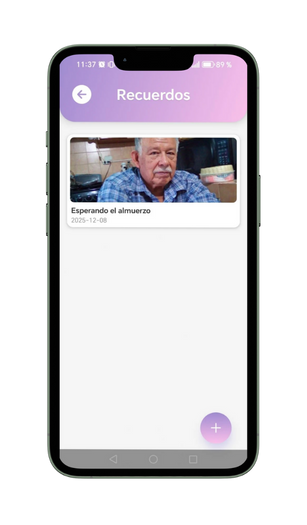 11:37
89 %
Recuerdos
Esperando el almuerzo
2025-12-08